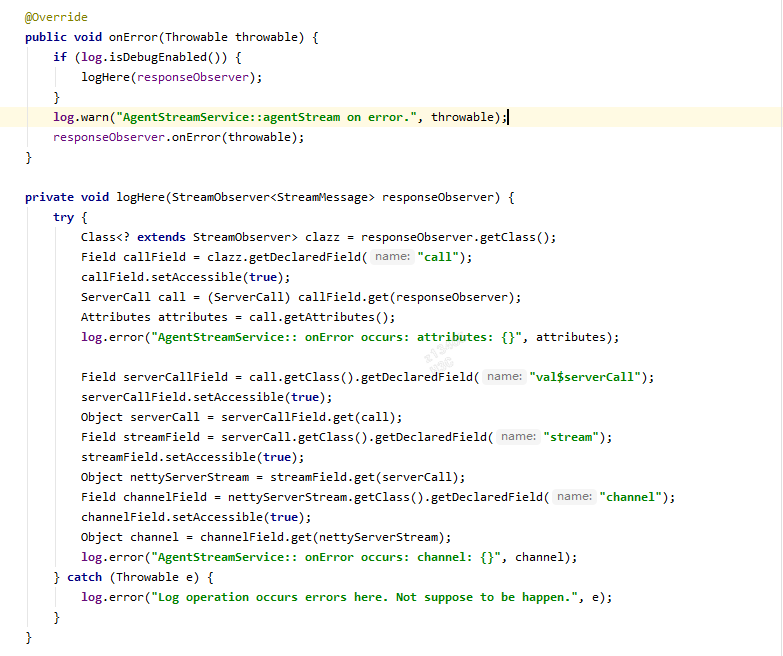 @Override
public void onError(Throwable throwable) {
    if (log.isDebugEnabled()) {
        logHere(responseObserver);
    }
    log.warn("AgentStreamService::agentStream on error.", throwable);
    responseObserver.onError(throwable);
}

private void logHere(StreamObserver<StreamMessage> responseObserver) {
    try {
        Class<? extends StreamObserver> clazz = responseObserver.getClass();
        Field callField = clazz.getDeclaredField( name: "call");
        callField.setAccessible(true);
        ServerCall call = (ServerCall) callField.get(responseObserver);
        Attributes attributes = call.getAttributes();
        log.error("AgentStreamService:: onError occurs: attributes: {}", attributes);

        Field serverCallField = call.getClass().getDeclaredField( name: "val$serverCall");
        serverCallField.setAccessible(true);
        Object serverCall = serverCallField.get(call);
        Field streamField = serverCall.getClass().getDeclaredField( name: "stream");
        streamField.setAccessible(true);
        Object nettyServerStream = streamField.get(serverCall);
        Field channelField = nettyServerStream.getClass().getDeclaredField( name: "channel");
        channelField.setAccessible(true);
        Object channel = channelField.get(nettyServerStream);
        log.error("AgentStreamService:: onError occurs: channel: {}", channel);
    } catch (Throwable e) {
        log.error("Log operation occurs errors here. Not suppose to be happen.", e);
    }
}